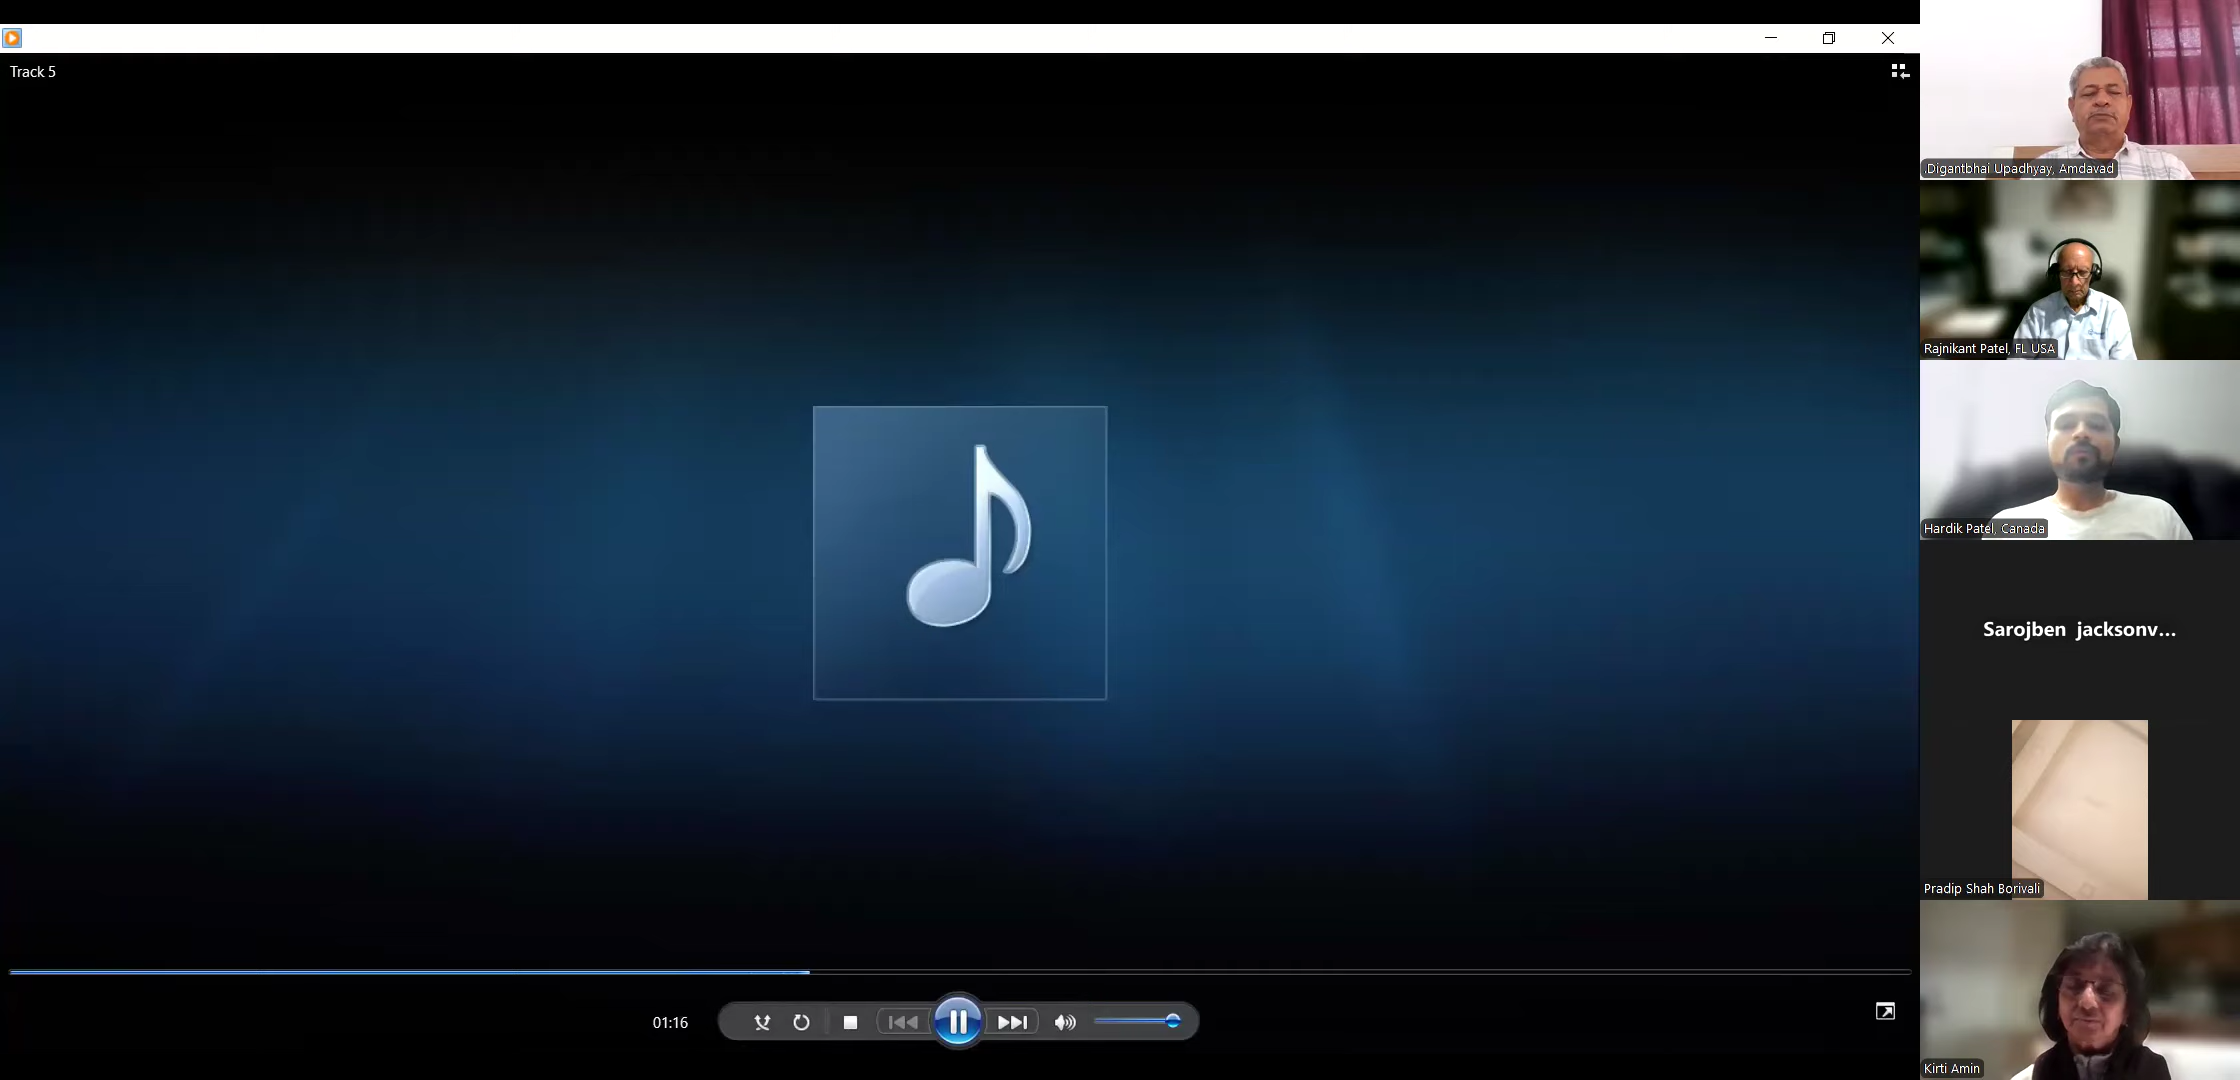 Track 5
01:16
.Digantbhai Upadhyay, Amdavad
Rajnikant Patel, FL USA
Hardik Patel, Canada
Sarojben jacksonv...
Pradip Shah Borivali
Kirti Amin